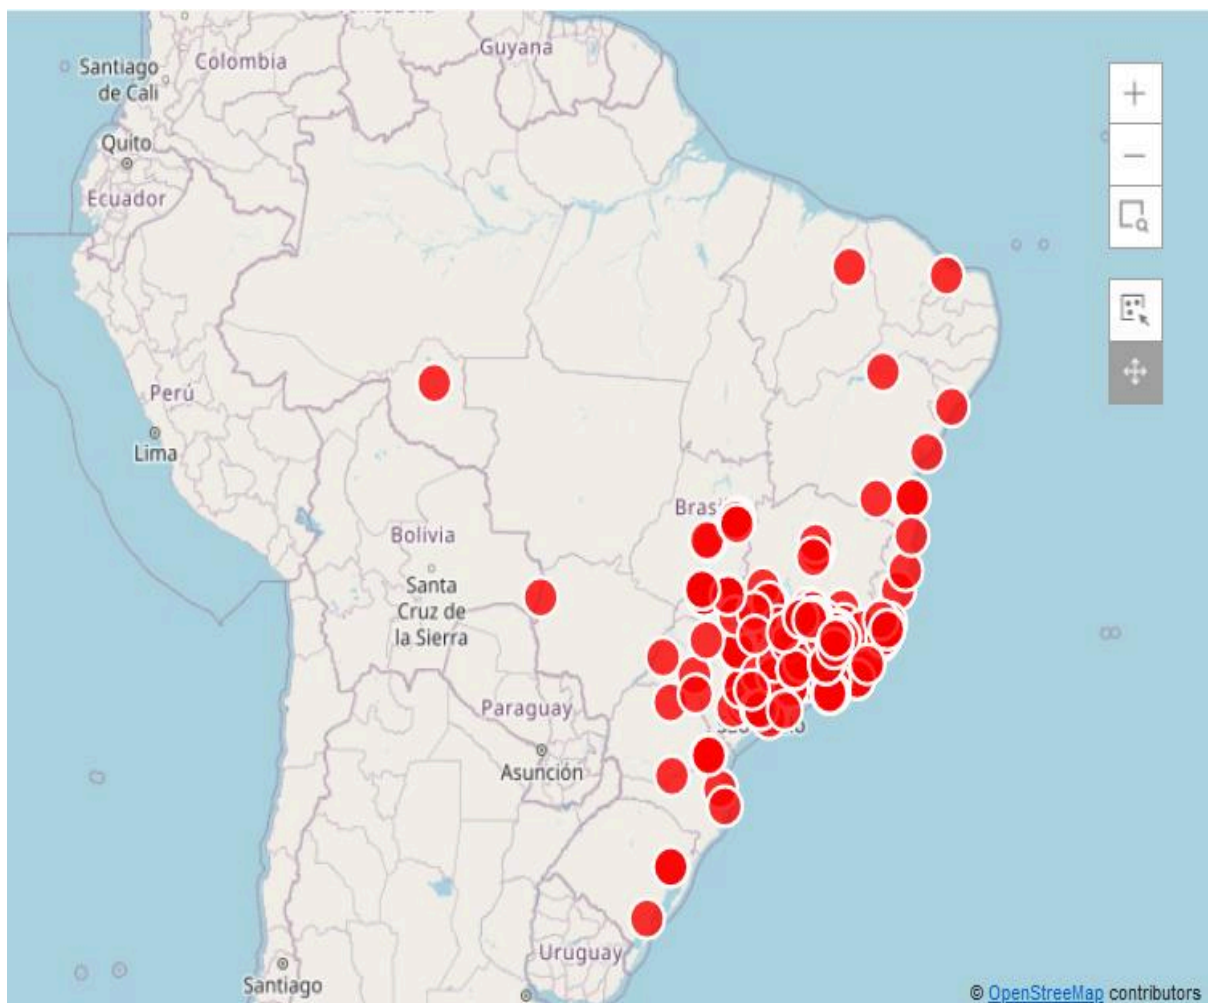 Guyana
Colombia
Santiago
de Cali
Quito
Ecuador
Perú
Lima
Bolivia
Santa
Cruz de
la Sierra
Paraguay
Asunción
Uruguay
Santiago
© OpenStreetMap contributors